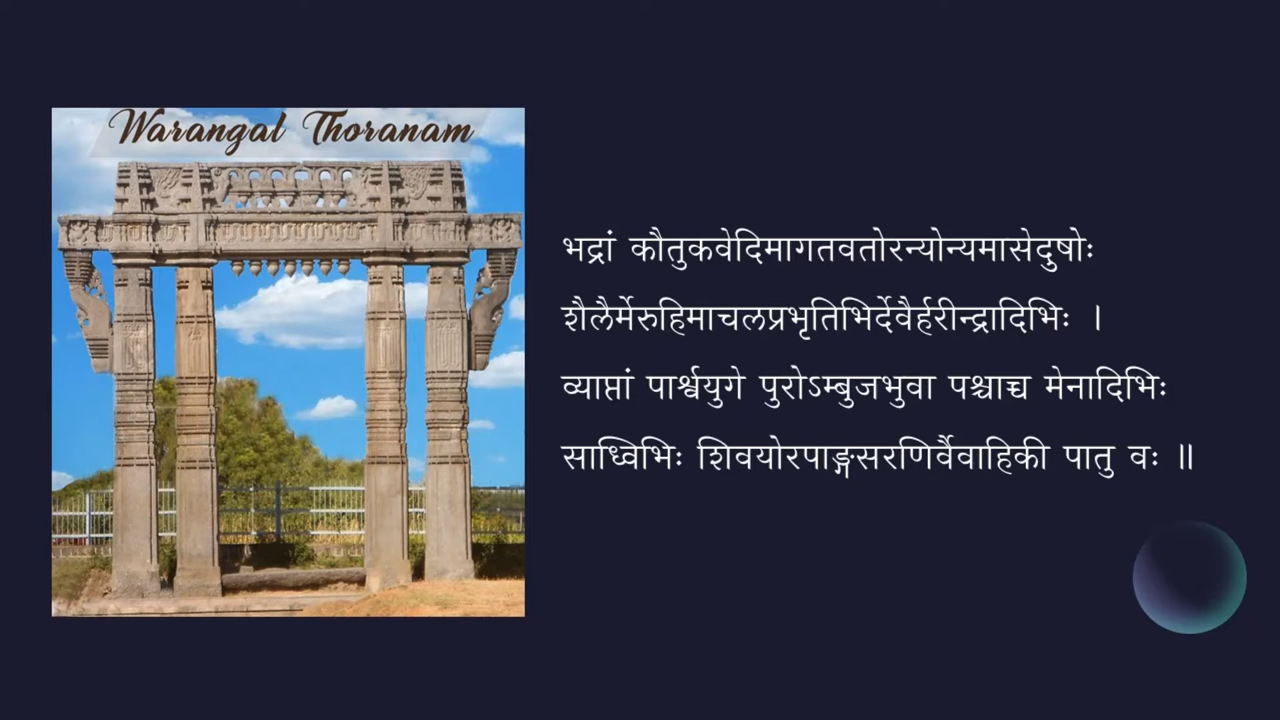 Warangal Thoranam
भद्रां कौतुकवेदिमागतवतोरन्योन्यमासेदुषोः
शैलैर्मेरुहिमाचलप्रभृतिभिर्देवैर्हरीन्द्रादिभिः ।
व्याप्तां पार्श्वयुगे पुरोऽम्बुजभुवा पश्चाच्च मेनादिभिः
साध्विभिः शिवयोरपाङ्गसरणिर्वैवाहिकी पातु वः ॥